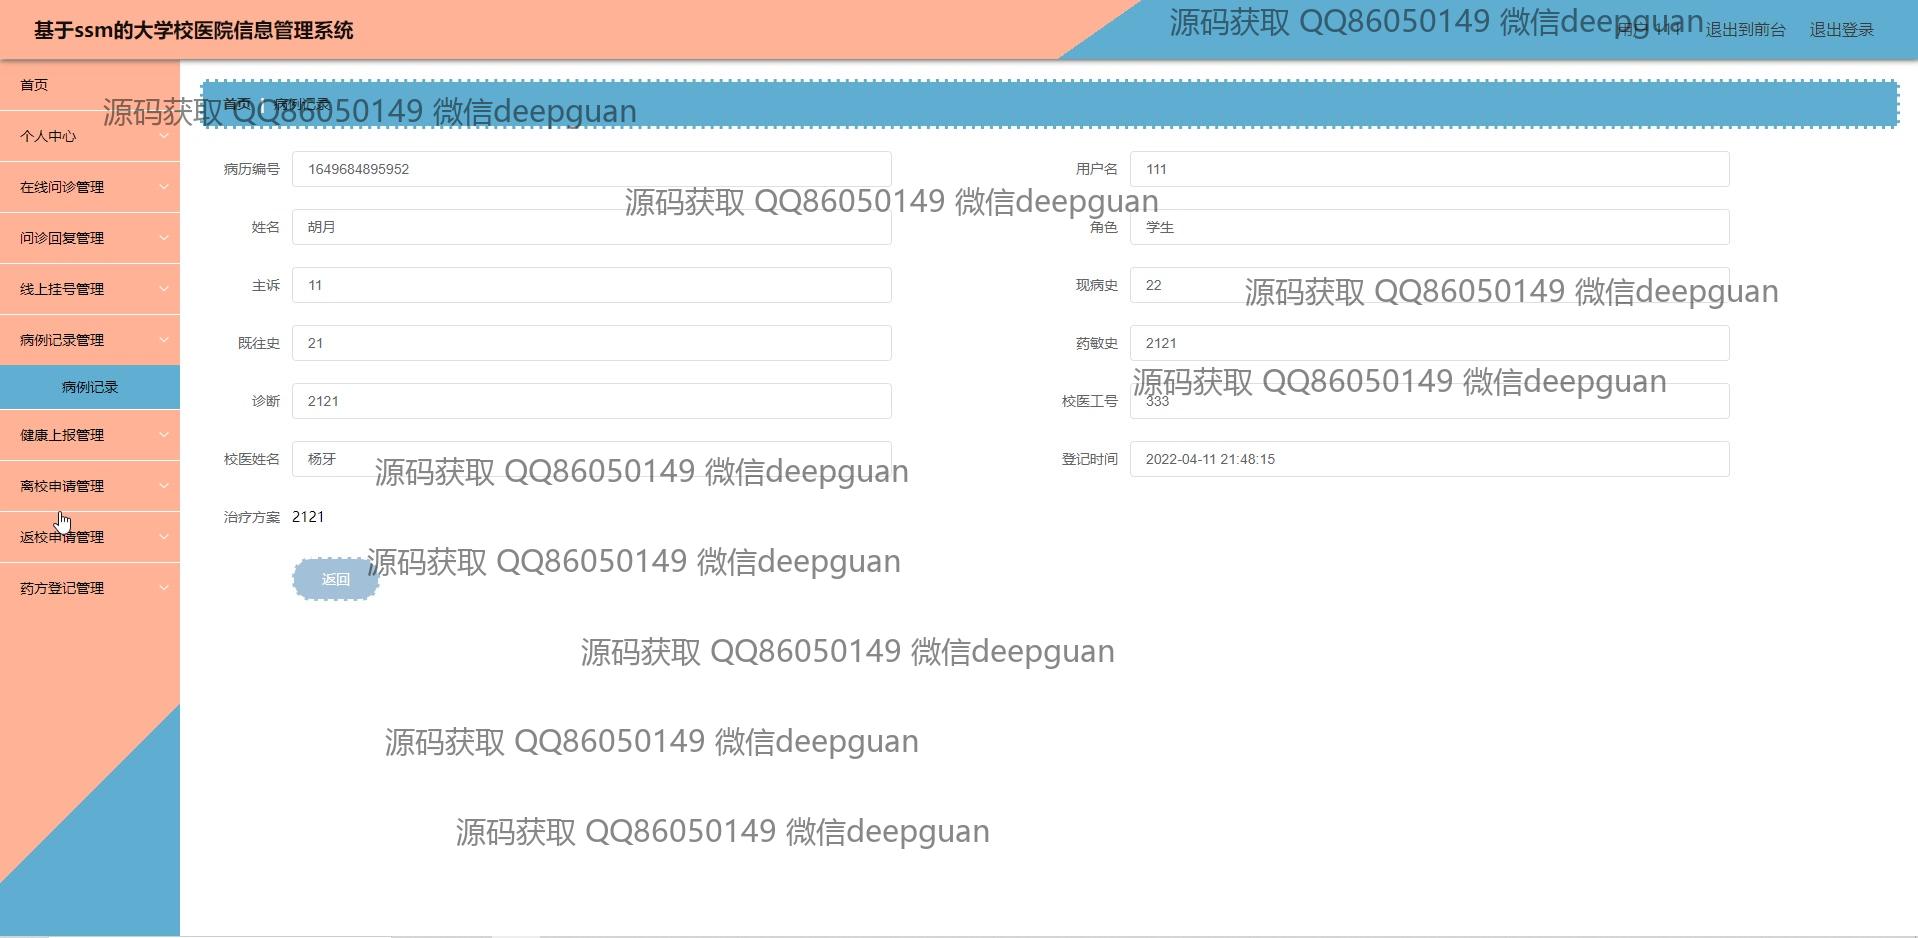 基于ssm的大学校医院信息管理系统
源码获取 QQ86050149 微信deepguan
用户 111 退出到前台 退出登录
首页
首页 病例记录
源码获取 QQ86050149 微信deepguan
个人中心
病历编号 1649684895952 用户名 111
在线问诊管理
源码获取 QQ86050149 微信deepguan
姓名 胡月 角色 学生
问诊回复管理
主诉 11 现病史 22
源码获取 QQ86050149 微信deepguan
线上挂号管理
病例记录管理
既往史 21 药敏史 2121
源码获取 QQ86050149 微信deepguan
病例记录
诊断 2121 校医工号 333
健康上报管理
校医姓名 杨牙 登记时间 2022-04-11 21:48:15
源码获取 QQ86050149 微信deepguan
离校申请管理
治疗方案 2121
返校申请管理
源码获取 QQ86050149 微信deepguan
返回
药方登记管理
源码获取 QQ86050149 微信deepguan
源码获取 QQ86050149 微信deepguan
源码获取 QQ86050149 微信deepguan